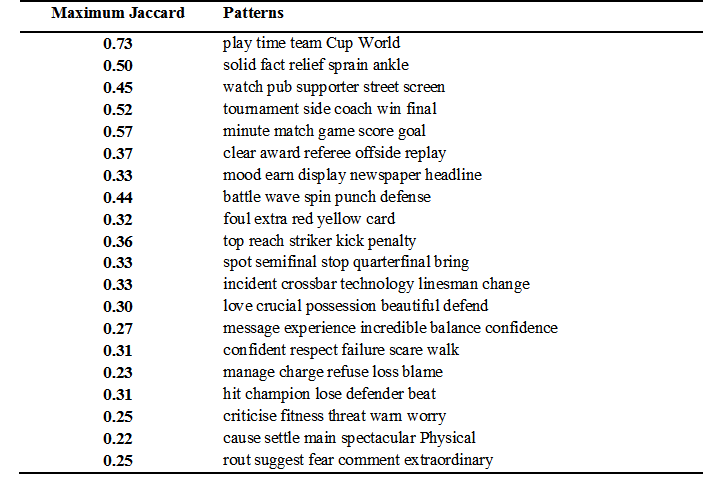 Maximum Jaccard Patterns
0.73 play time team Cup World
0.50 solid fact relief sprain ankle
0.45 watch pub supporter street screen
0.52 tournament side coach win final
0.57 minute match game score goal
0.37 clear award referee offside replay
0.33 mood earn display newspaper headline
0.44 battle wave spin punch defense
0.32 foul extra red yellow card
0.36 top reach striker kick penalty
0.33 spot semifinal stop quarterfinal bring
0.33 incident crossbar technology linesman change
0.30 love crucial possession beautiful defend
0.27 message experience incredible balance confidence
0.31 confident respect failure scare walk
0.23 manage charge refuse loss blame
0.31 hit champion lose defender beat
0.25 criticise fitness threat warn worry
0.22 cause settle main spectacular Physical
0.25 rout suggest fear comment extraordinary